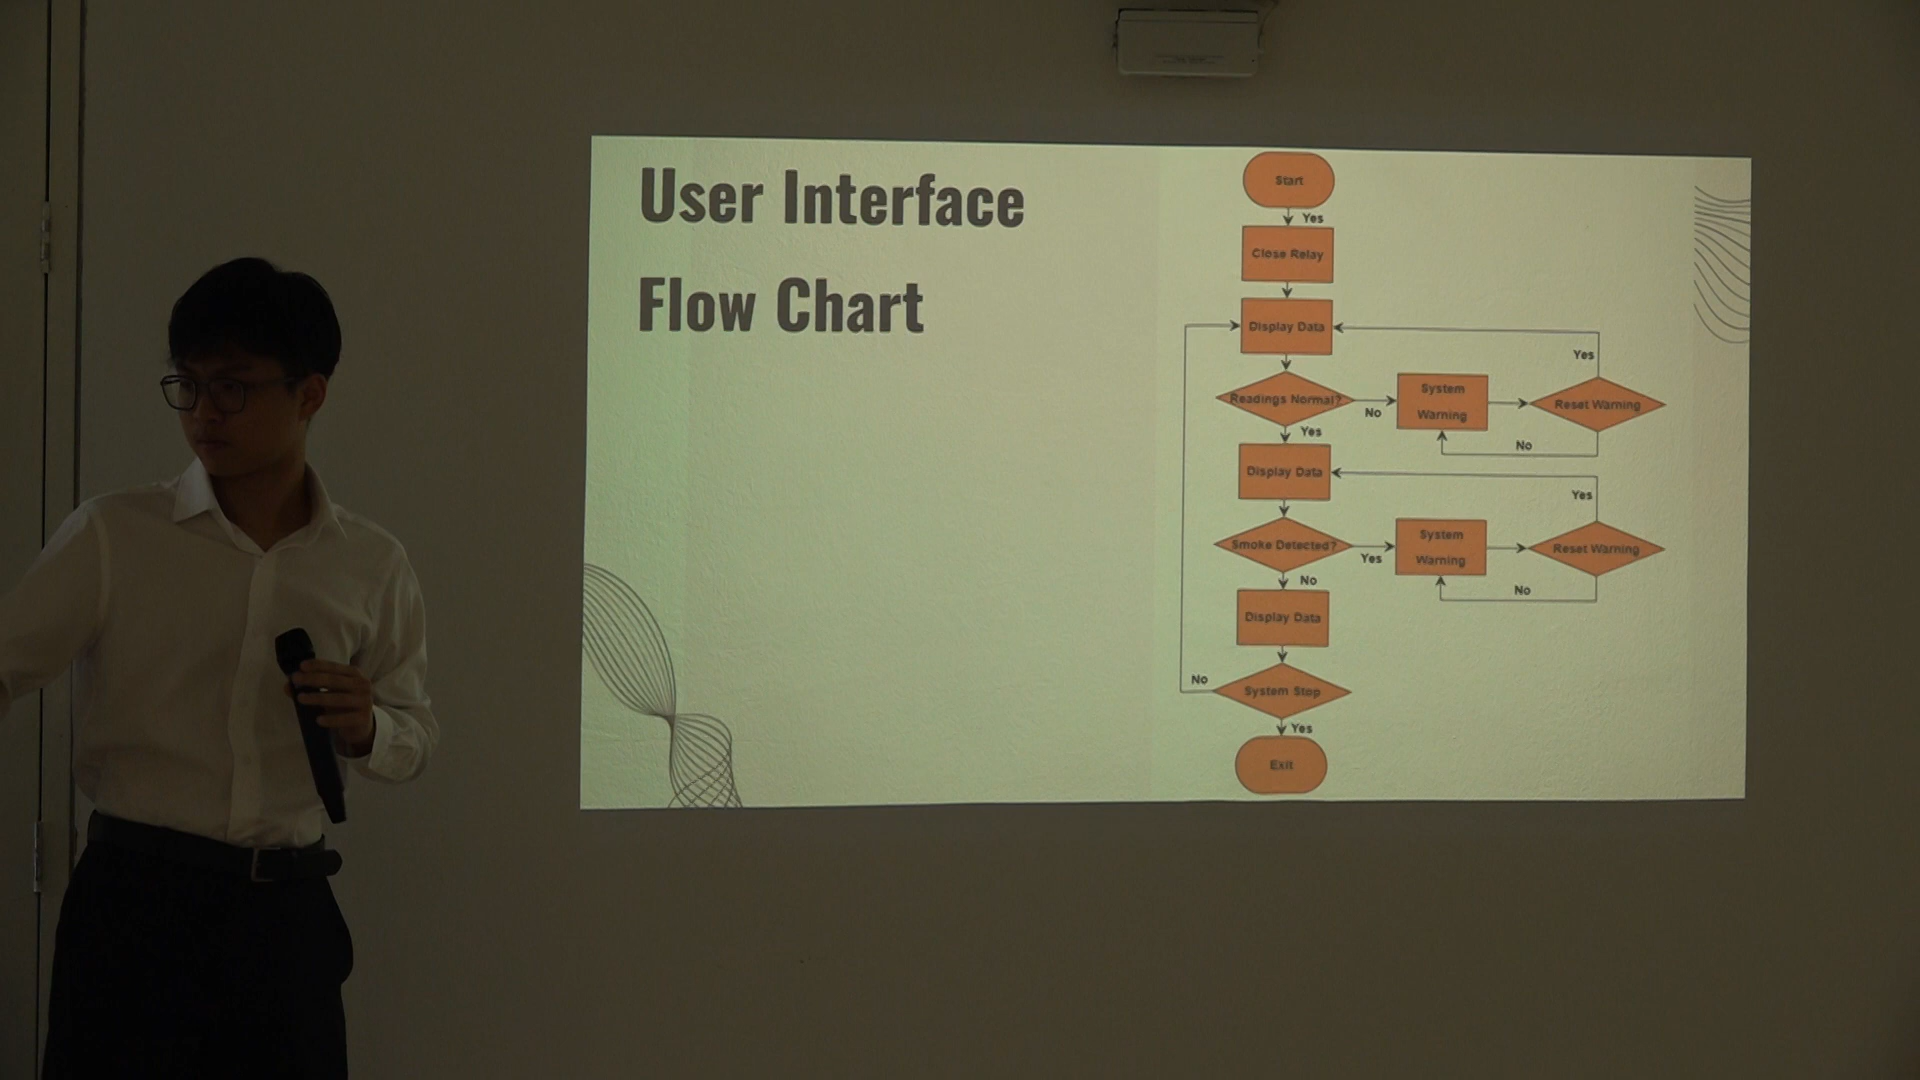 User Interface
Flow Chart
Start
Yes
Close Relay
Display Data
Yes
Readings Normal?
No
System
Warning
Reset Warning
Yes
No
Display Data
Yes
Smoke Detected?
Yes
System
Warning
Reset Warning
No
No
Display Data
No
System Stop
Yes
Exit